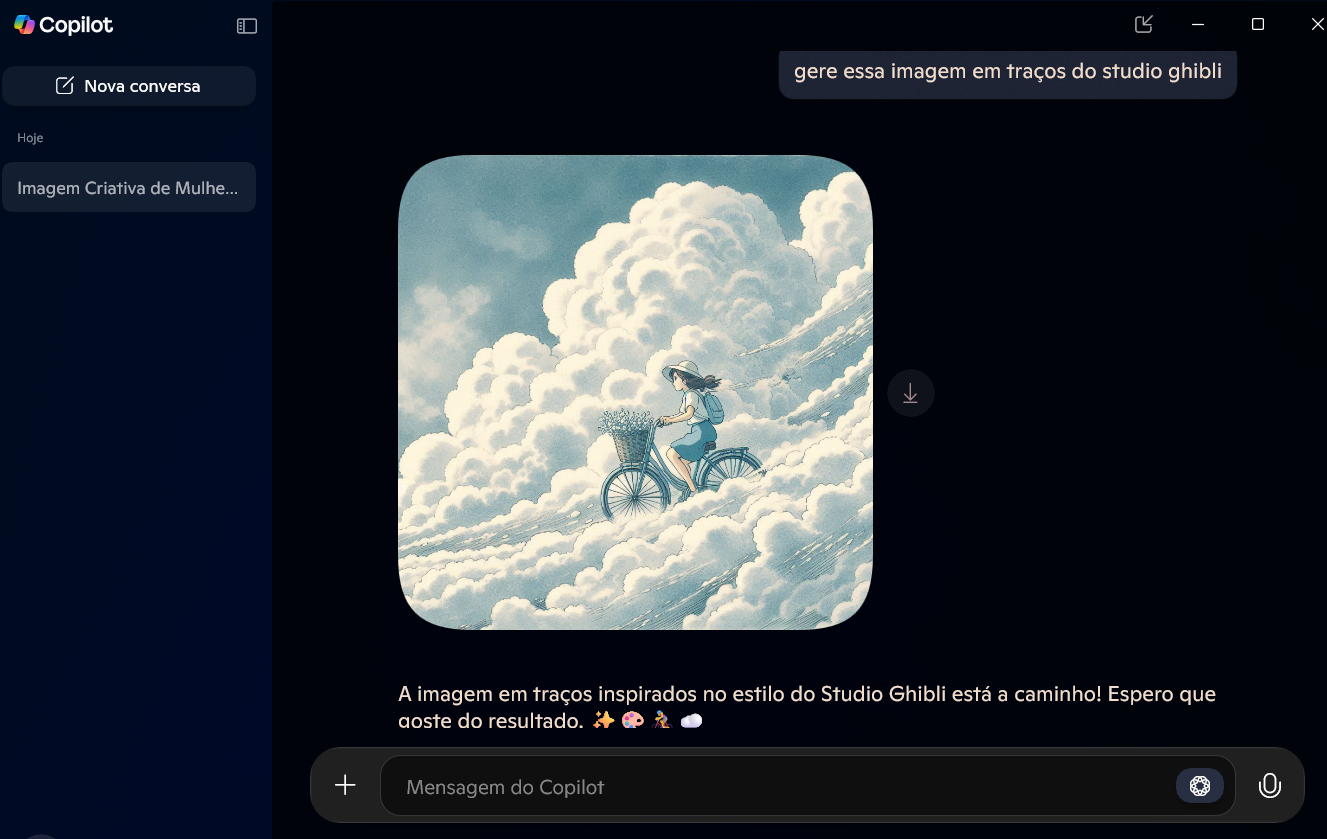 Copilot
Nova conversa
Hoje
Imagem Criativa de Mulhe...
gere essa imagem em traços do studio ghibli
A imagem em traços inspirados no estilo do Studio Ghibli está a caminho! Espero que
goste do resultado. ✨🎨🚴‍♀️☁️
Mensagem do Copilot